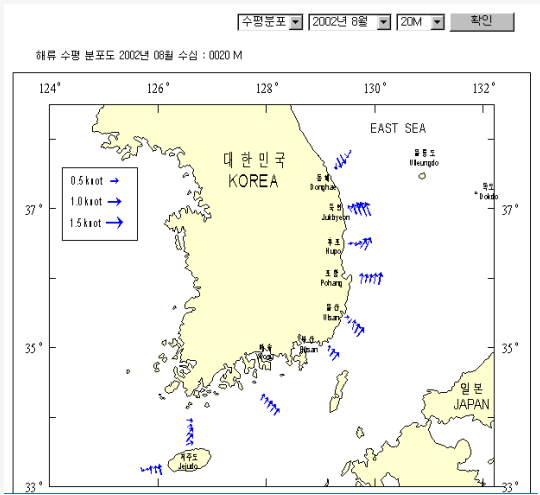 수평분포 2002년 8월 20M 확인
해류 수평 분포도 2002년 08월 수심 : 0020 M
124° 126° 128° 130° 132°
EAST SEA
대한민국
KOREA
울릉도
Ulleungdo
동해
Donghae
독도
Dokdo
0.5 knot
1.0 knot
1.5 knot
37° 37°
죽변
Jukbyeon
후포
Hupo
포항
Pohang
울산
Ulsan
부산
Busan
35° 35°
일본
JAPAN
제주도
Jejudo
33° 33°